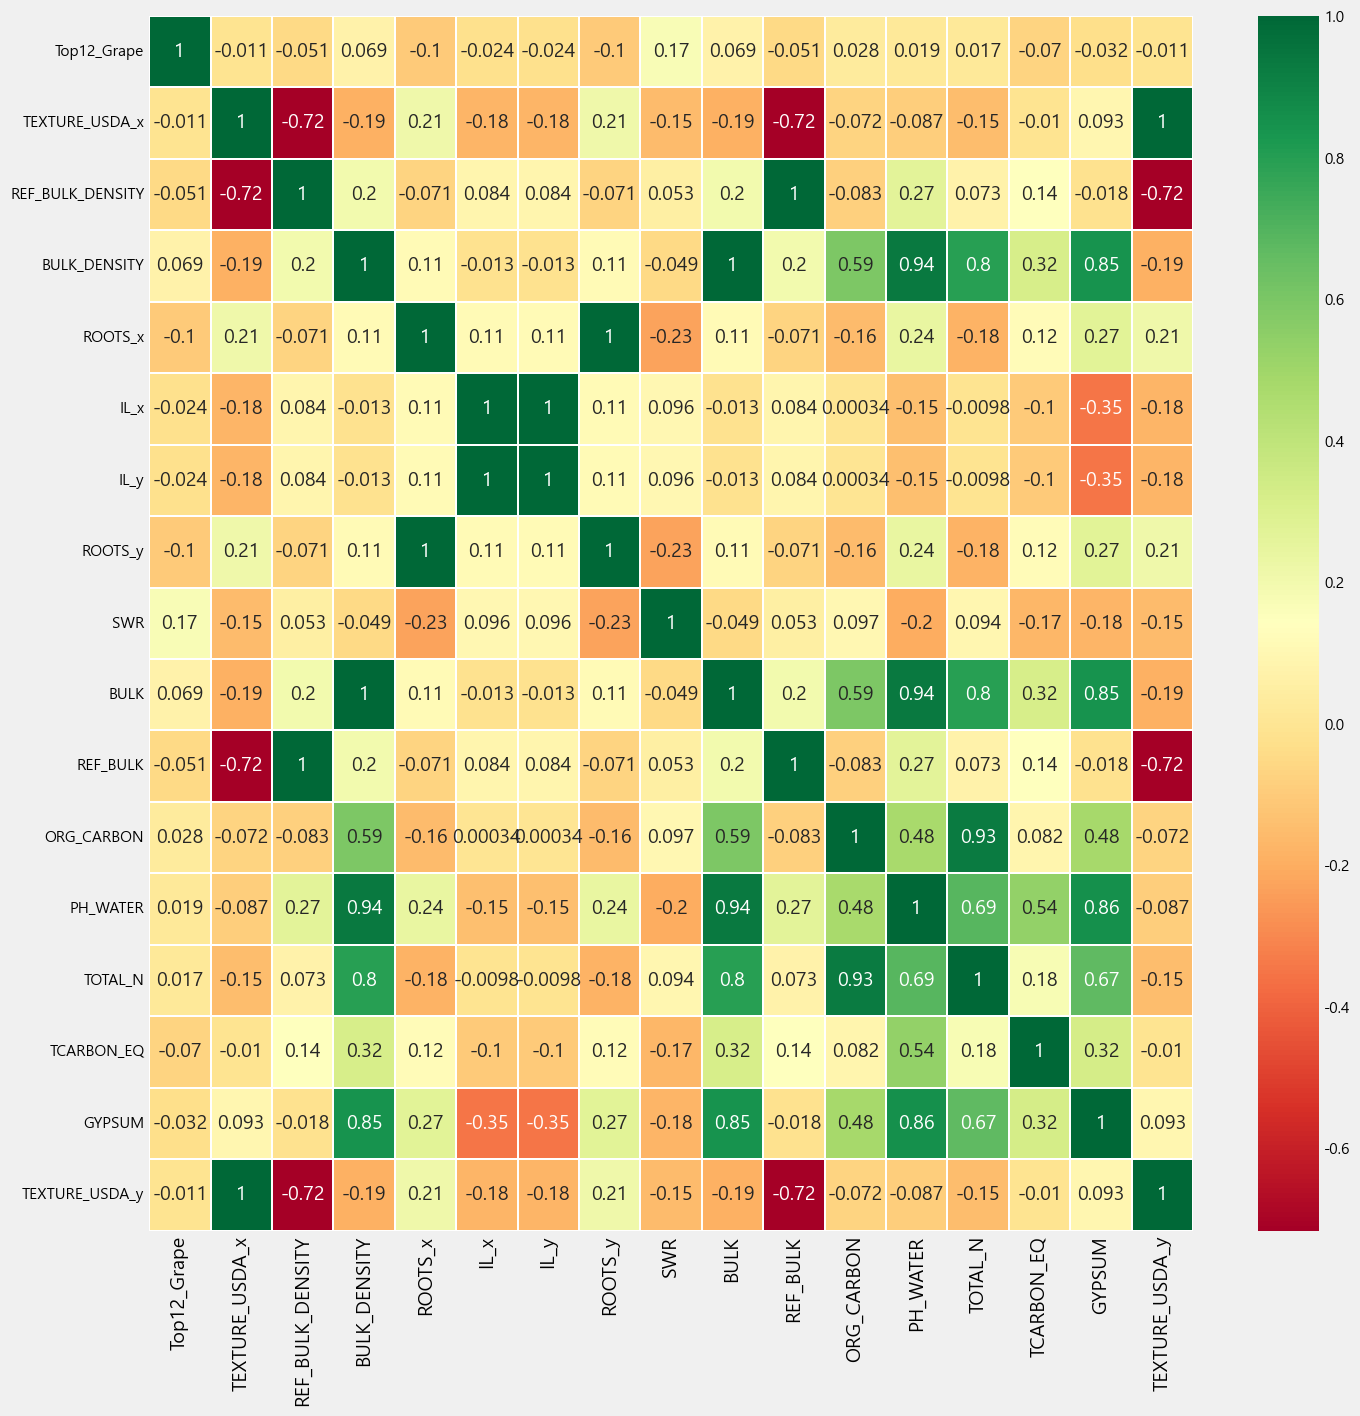 Top12_Grape 1 -0.011 -0.051 0.069 -0.1 -0.024 -0.024 -0.1 0.17 0.069 -0.051 0.028 0.019 0.017 -0.07 -0.032 -0.011
TEXTURE_USDA_x -0.011 1 -0.72 -0.19 0.21 -0.18 -0.18 0.21 -0.15 -0.19 -0.72 -0.072 -0.087 -0.15 -0.01 0.093 1
REF_BULK_DENSITY -0.051 -0.72 1 0.2 -0.071 0.084 0.084 -0.071 0.053 0.2 1 -0.083 0.27 0.073 0.14 -0.018 -0.72
BULK_DENSITY 0.069 -0.19 0.2 1 0.11 -0.013 -0.013 0.11 -0.049 1 0.2 0.59 0.94 0.8 0.32 0.85 -0.19
ROOTS_x -0.1 0.21 -0.071 0.11 1 0.11 0.11 1 -0.23 0.11 -0.071 -0.16 0.24 -0.18 0.12 0.27 0.21
IL_x -0.024 -0.18 0.084 -0.013 0.11 1 1 0.11 0.096 -0.013 0.084 0.00034 -0.15 -0.0098 -0.1 -0.35 -0.18
IL_y -0.024 -0.18 0.084 -0.013 0.11 1 1 0.11 0.096 -0.013 0.084 0.00034 -0.15 -0.0098 -0.1 -0.35 -0.18
ROOTS_y -0.1 0.21 -0.071 0.11 1 0.11 0.11 1 -0.23 0.11 -0.071 -0.16 0.24 -0.18 0.12 0.27 0.21
SWR 0.17 -0.15 0.053 -0.049 -0.23 0.096 0.096 -0.23 1 -0.049 0.053 0.097 -0.2 0.094 -0.17 -0.18 -0.15
BULK 0.069 -0.19 0.2 1 0.11 -0.013 -0.013 0.11 -0.049 1 0.2 0.59 0.94 0.8 0.32 0.85 -0.19
REF_BULK -0.051 -0.72 1 0.2 -0.071 0.084 0.084 -0.071 0.053 0.2 1 -0.083 0.27 0.073 0.14 -0.018 -0.72
ORG_CARBON 0.028 -0.072 -0.083 0.59 -0.16 0.00034 0.00034 -0.16 0.097 0.59 -0.083 1 0.48 0.93 0.082 0.48 -0.072
PH_WATER 0.019 -0.087 0.27 0.94 0.24 -0.15 -0.15 0.24 -0.2 0.94 0.27 0.48 1 0.69 0.54 0.86 -0.087
TOTAL_N 0.017 -0.15 0.073 0.8 -0.18 -0.0098 -0.0098 -0.18 0.094 0.8 0.073 0.93 0.69 1 0.18 0.67 -0.15
TCARBON_EQ -0.07 -0.01 0.14 0.32 0.12 -0.1 -0.1 0.12 -0.17 0.32 0.14 0.082 0.54 0.18 1 0.32 -0.01
GYPSUM -0.032 0.093 -0.018 0.85 0.27 -0.35 -0.35 0.27 -0.18 0.85 -0.018 0.48 0.86 0.67 0.32 1 0.093
TEXTURE_USDA_y -0.011 1 -0.72 -0.19 0.21 -0.18 -0.18 0.21 -0.15 -0.19 -0.72 -0.072 -0.087 -0.15 -0.01 0.093 1
Top12_Grape
TEXTURE_USDA_x
REF_BULK_DENSITY
BULK_DENSITY
ROOTS_x
IL_x
IL_y
ROOTS_y
SWR
BULK
REF_BULK
ORG_CARBON
PH_WATER
TOTAL_N
TCARBON_EQ
GYPSUM
TEXTURE_USDA_y
1.0
0.8
0.6
0.4
0.2
0.0
-0.2
-0.4
-0.6